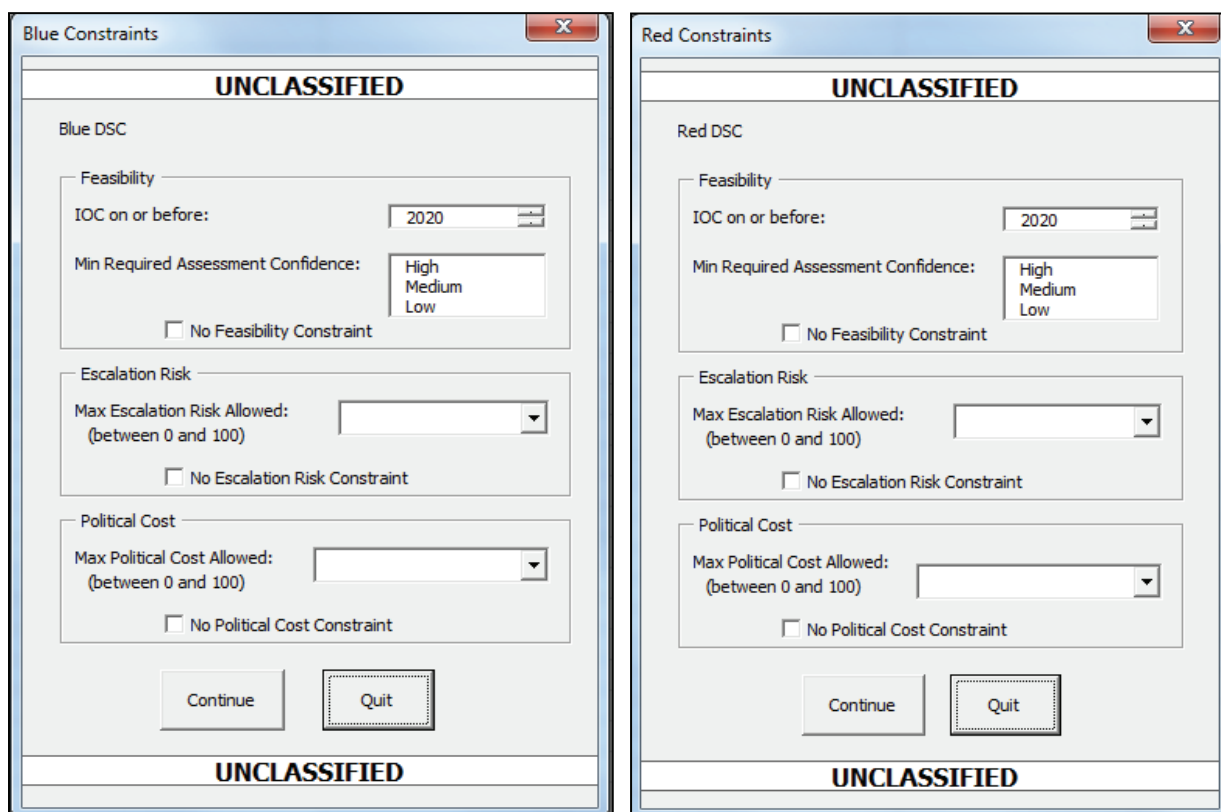 Blue Constraints
UNCLASSIFIED
Blue DSC
Feasibility
IOC on or before:
2020
Min Required Assessment Confidence:
High
Medium
Low
No Feasibility Constraint
Escalation Risk
Max Escalation Risk Allowed:
(between 0 and 100)
No Escalation Risk Constraint
Political Cost
Max Political Cost Allowed:
(between 0 and 100)
No Political Cost Constraint
Continue
Quit
UNCLASSIFIED
Red Constraints
UNCLASSIFIED
Red DSC
Feasibility
IOC on or before:
2020
Min Required Assessment Confidence:
High
Medium
Low
No Feasibility Constraint
Escalation Risk
Max Escalation Risk Allowed:
(between 0 and 100)
No Escalation Risk Constraint
Political Cost
Max Political Cost Allowed:
(between 0 and 100)
No Political Cost Constraint
Continue
Quit
UNCLASSIFIED